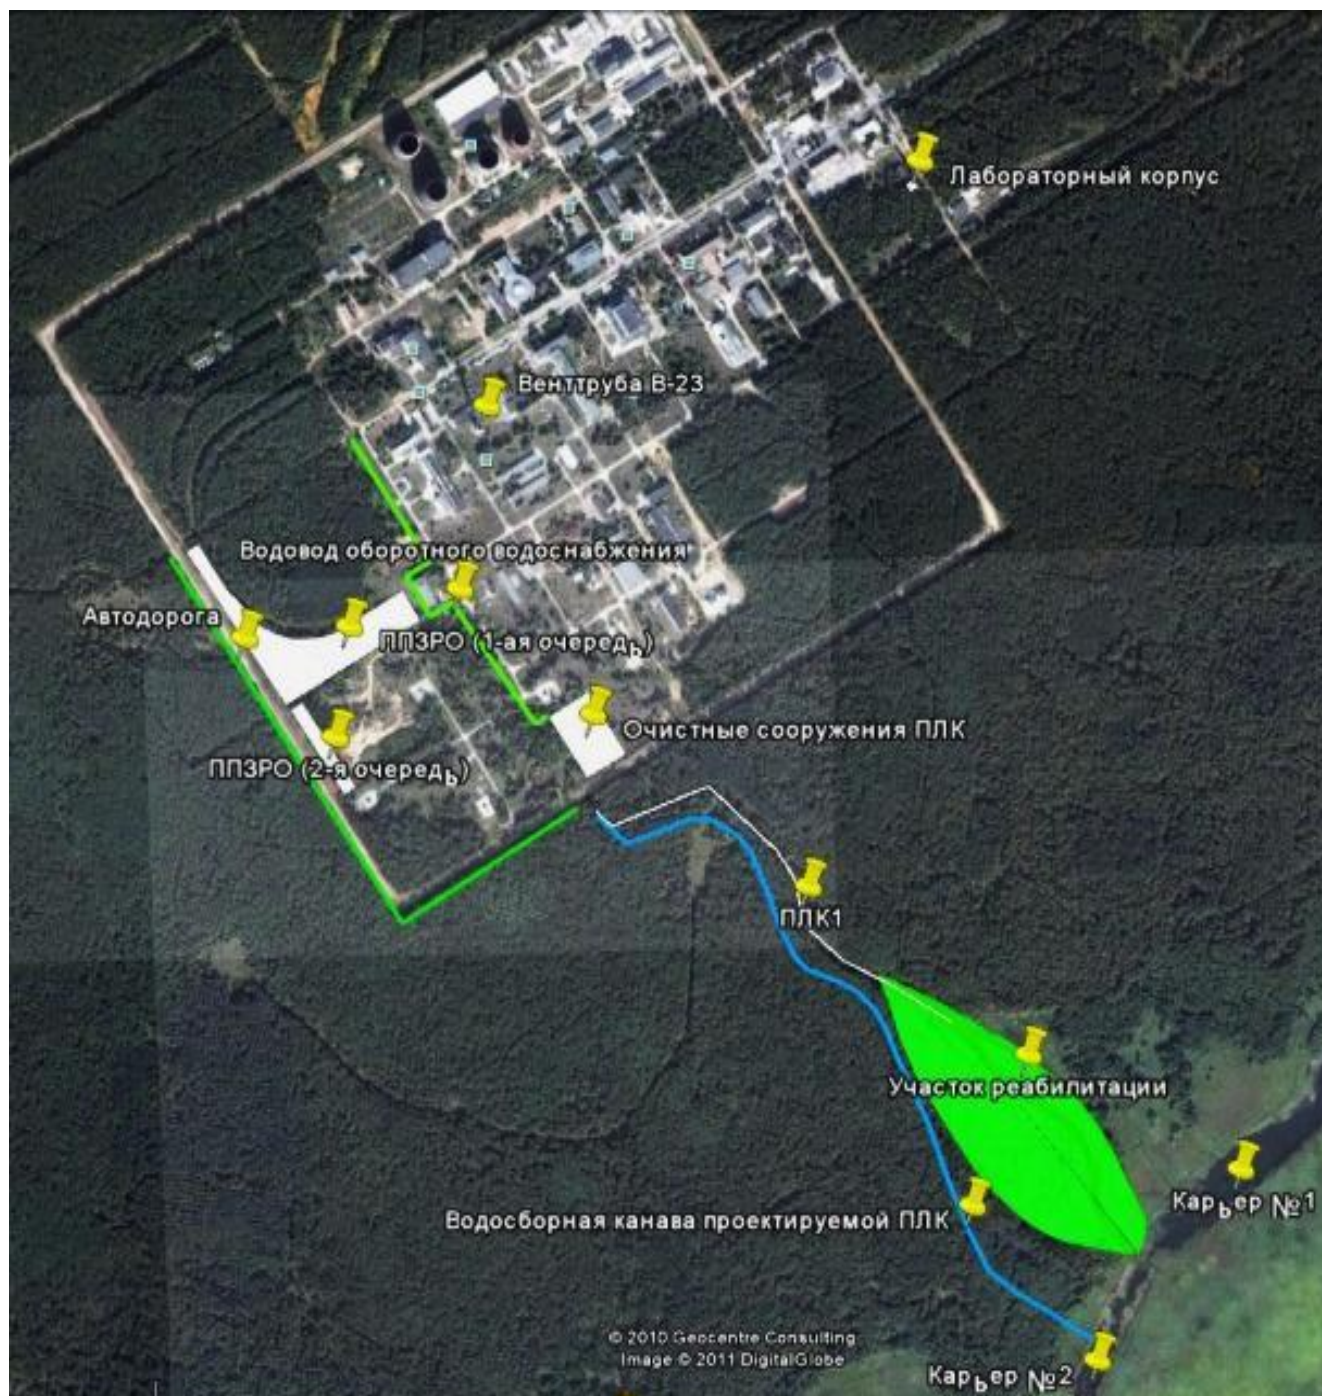 Лабораторный корпус
Венттруба В-23
Водовод оборотного водоснабжения
Автодорога
ППЗРО (1-ая очередь)
Очистные сооружения ПЛК
ППЗРО (2-я очередь)
ПЛК1
Участок реабилитации
Карьер №1
Водосборная канава проектируемой ПЛК
© 2010 Geocentre Consulting
Image © 2011 DigitalGlobe
Карьер №2